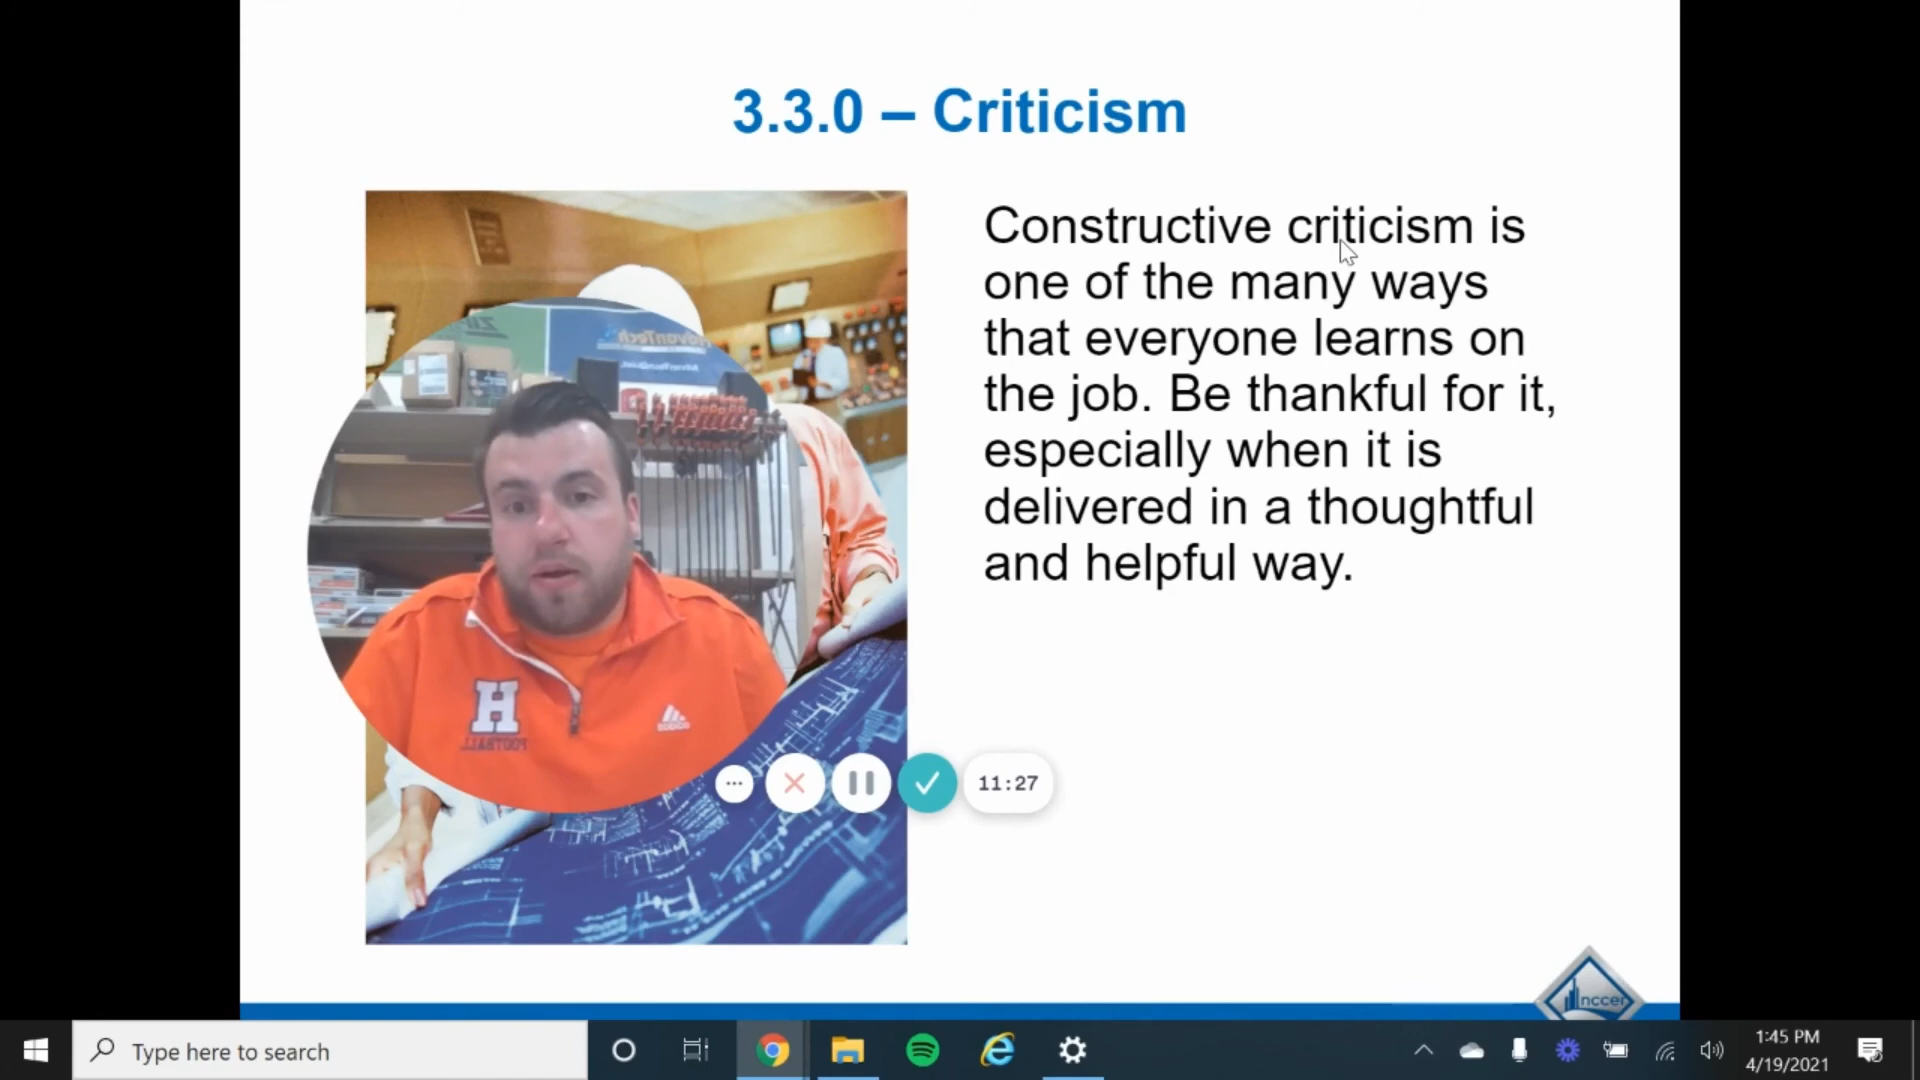 3.3.0 – Criticism
Constructive criticism is
one of the many ways
that everyone learns on
the job. Be thankful for it,
especially when it is
delivered in a thoughtful
and helpful way.
AdvanTech
H
FOOTBALL
adidas
11:27
nccer
Type here to search
1:45 PM
4/19/2021